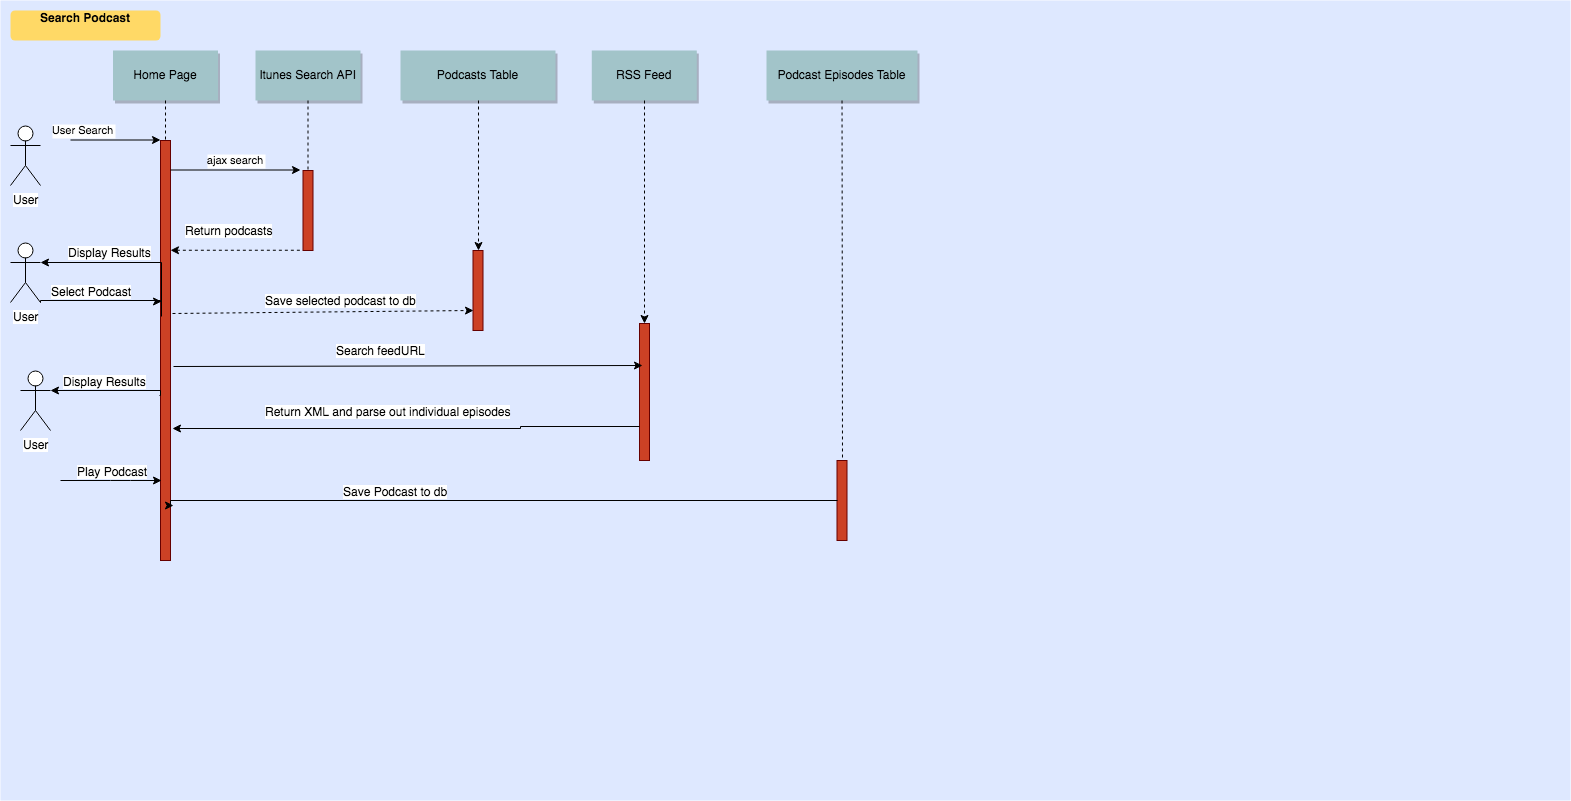 Search Podcast
Home Page
Itunes Search API
Podcasts Table
RSS Feed
Podcast Episodes Table
User Search
ajax search
User
Return podcasts
Display Results
Select Podcast
Save selected podcast to db
User
Search feedURL
Display Results
Return XML and parse out individual episodes
User
Play Podcast
Save Podcast to db